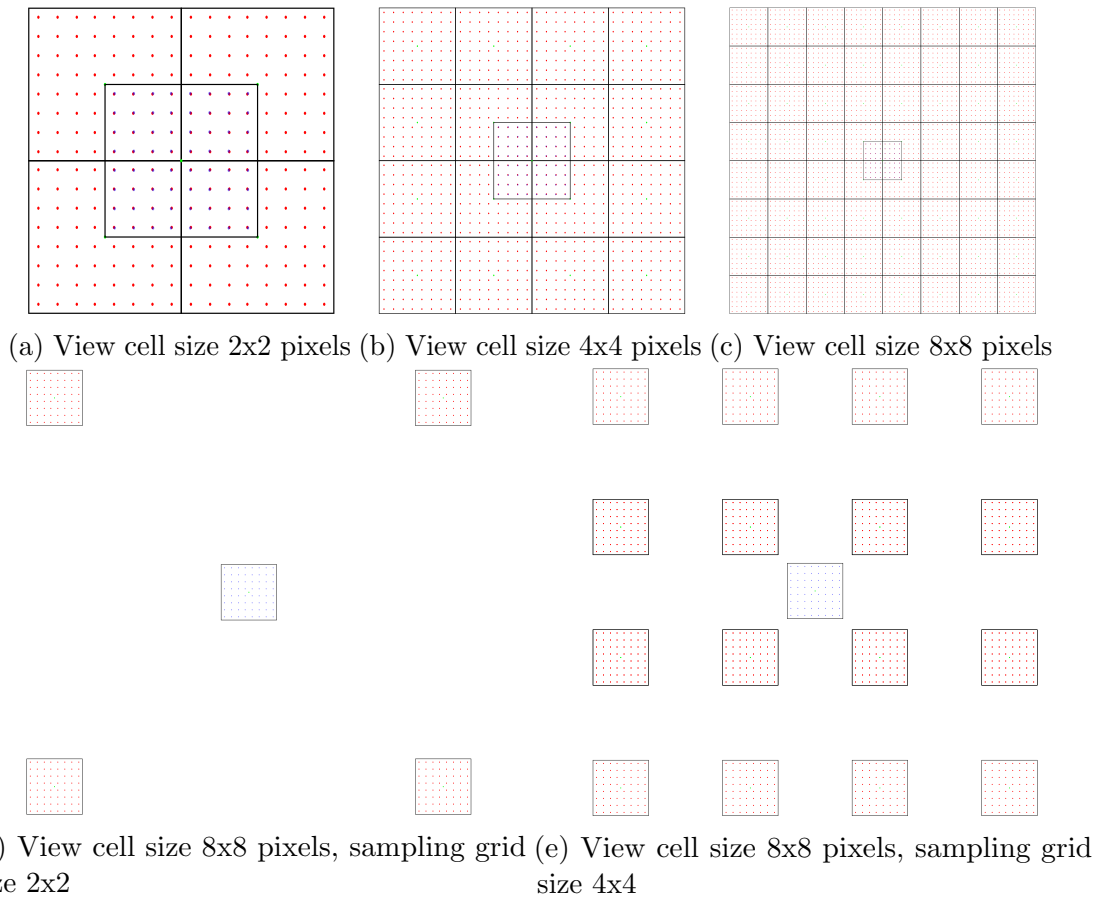 (a) View cell size 2x2 pixels (b) View cell size 4x4 pixels (c) View cell size 8x8 pixels
) View cell size 8x8 pixels, sampling grid (e) View cell size 8x8 pixels, sampling grid
ze 2x2 size 4x4